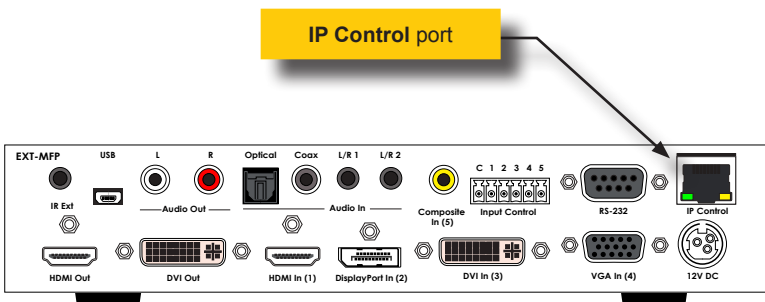 IP Control port
EXT-MFP USB L R Optical Coax L/R 1 L/R 2 C 1 2 3 4 5
IR Ext Audio Out Audio In Composite In (5) Input Control RS-232 IP Control
HDMI Out DVI Out HDMI In (1) DisplayPort In (2) DVI In (3) VGA In (4) 12V DC